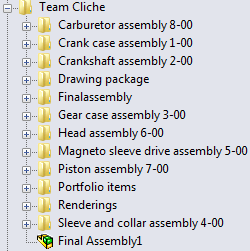 Team Cliche
Carburetor assembly 8-00
Crank case assembly 1-00
Crankshaft assembly 2-00
Drawing package
Finalassembly
Gear case assembly 3-00
Head assembly 6-00
Magneto sleeve drive assembly 5-00
Piston assembly 7-00
Portfolio items
Renderings
Sleeve and collar assembly 4-00
Final Assembly1